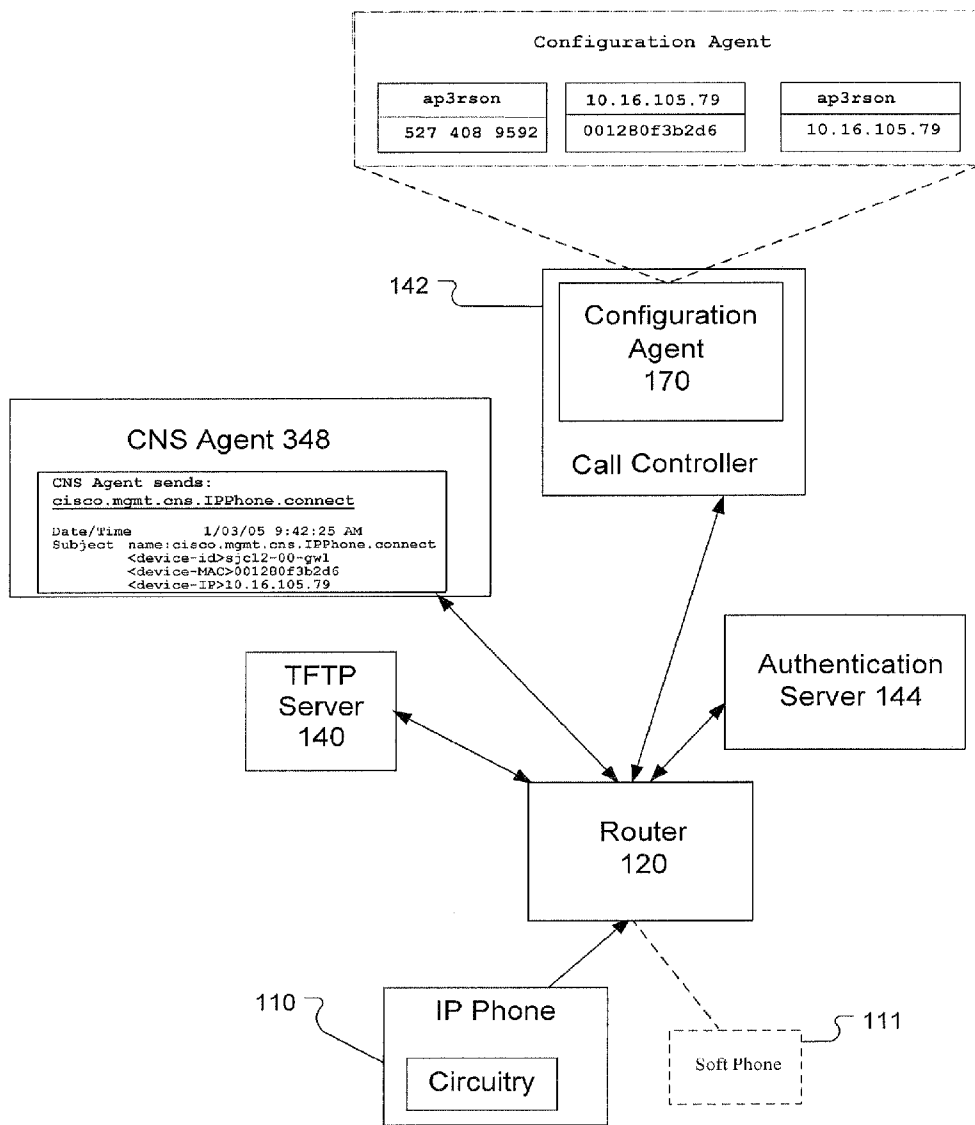 Configuration Agent
ap3rson
527 408 9592
10.16.105.79
001280f3b2d6
ap3rson
10.16.105.79
142
Configuration
Agent
170
Call Controller
CNS Agent 348
CNS Agent sends:
cisco.mgmt.cns.IPPhone.connect
Date/Time 1/03/05 9:42:25 AM
Subject name:cisco.mgmt.cns.IPPhone.connect
<device-id>sjc12-00-gw1
<device-MAC>001280f3b2d6
<device-IP>10.16.105.79
TFTP
Server
140
Authentication
Server 144
Router
120
110
IP Phone
Circuitry
111
Soft Phone